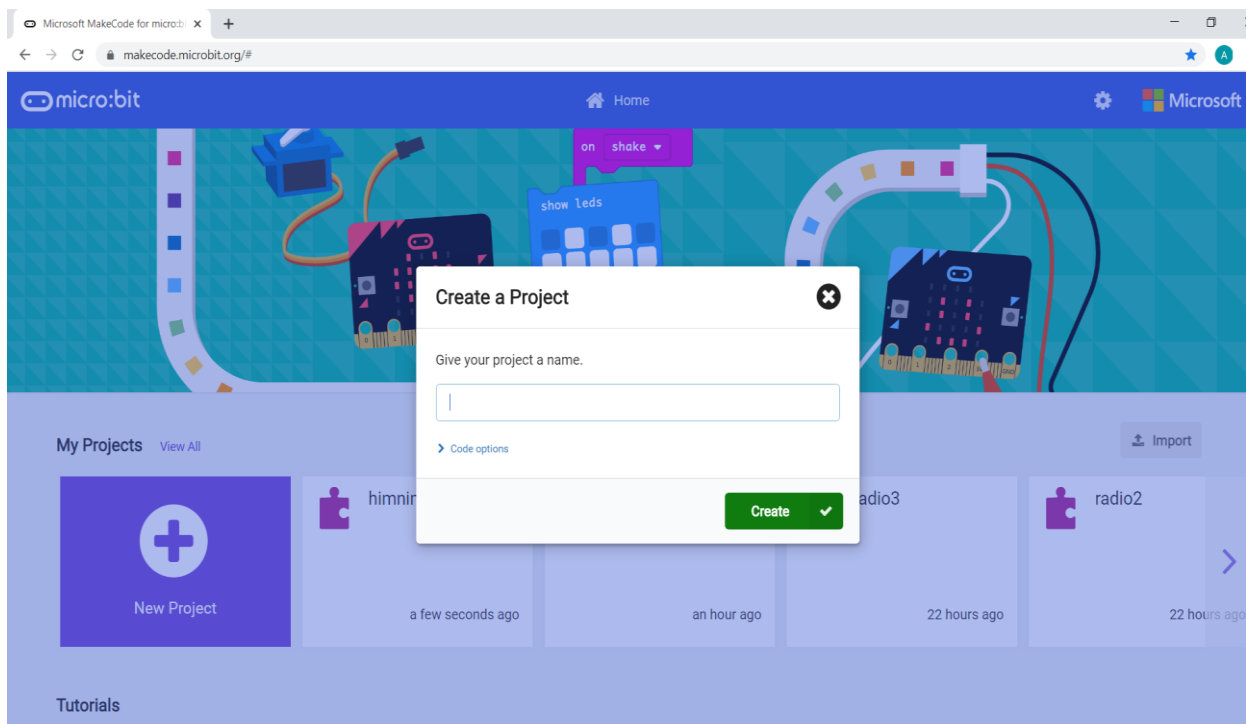 Microsoft MakeCode for micro:b
makecode.microbit.org/#
A
micro:bit
Home
Microsoft
on shake
show leds
Create a Project
Give your project a name.
Code options
Create
My Projects View All
Import
New Project
himnin
a few seconds ago
an hour ago
adio3
22 hours ago
radio2
22 hours ago
Tutorials